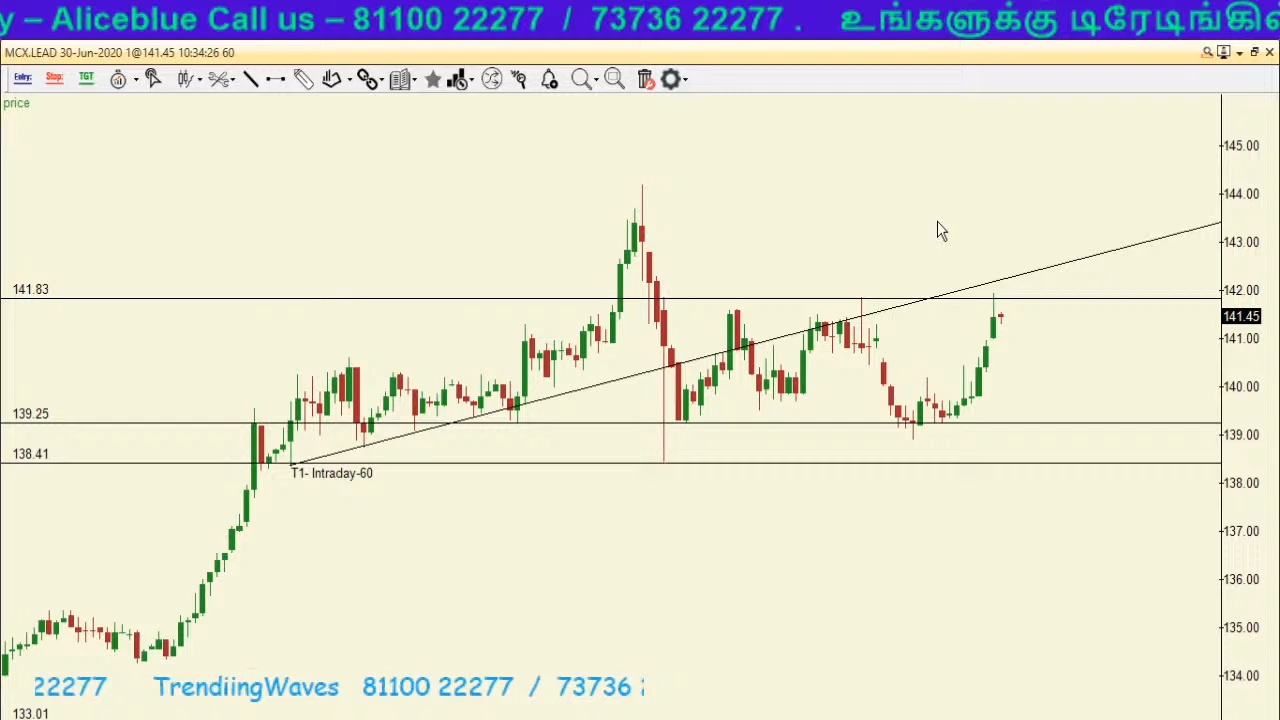 y – Aliceblue Call us – 81100 22277 / 73736 22277 . உங்களுக்கு டிரேடிங்கில்
MCX.LEAD 30-Jun-2020 1@141.45 10:34:26 60
Entry: Stop: TGT
price
145.00
144.00
143.00
142.00
141.83
141.45
141.00
140.00
139.25
139.00
138.41
T1- Intraday-60
138.00
137.00
136.00
135.00
134.00
22277 TrendiingWaves 81100 22277 / 73736
133.01